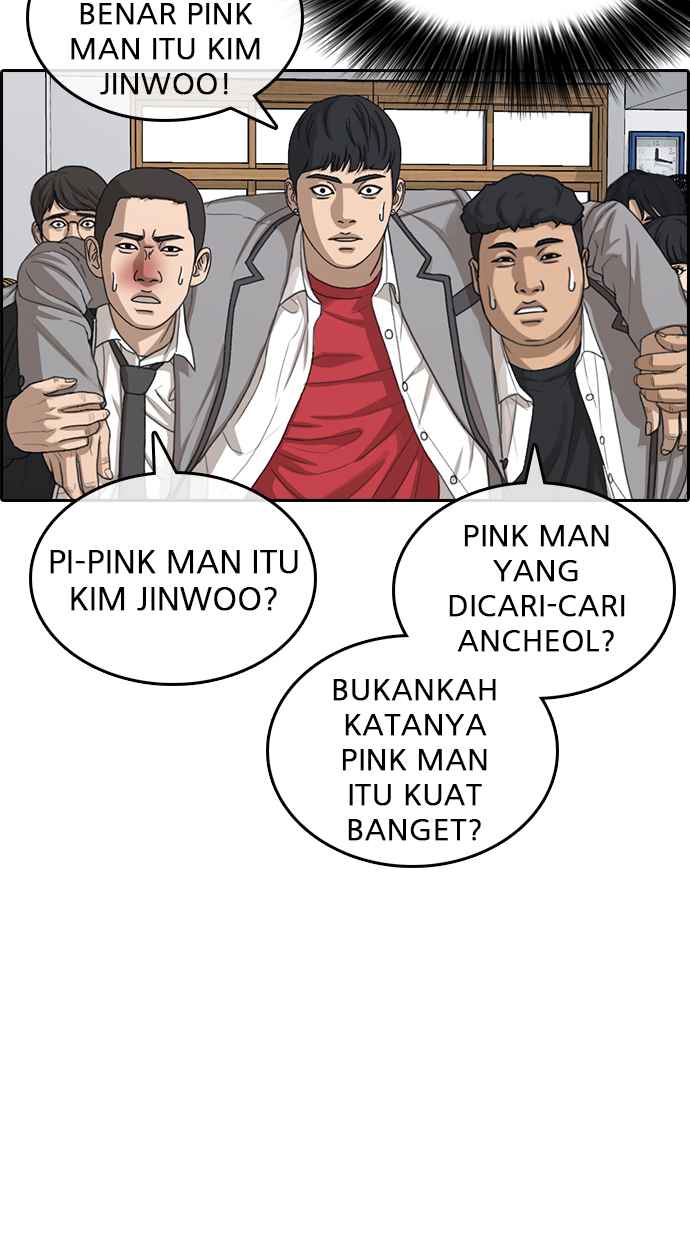 BENAR PINK
MAN ITU KIM
JINWOO!
PI-PINK MAN ITU
KIM JINWOO?
PINK MAN
YANG
DICARI-CARI
ANCHEOL?
BUKANKAH
KATANYA
PINK MAN
ITU KUAT
BANGET?